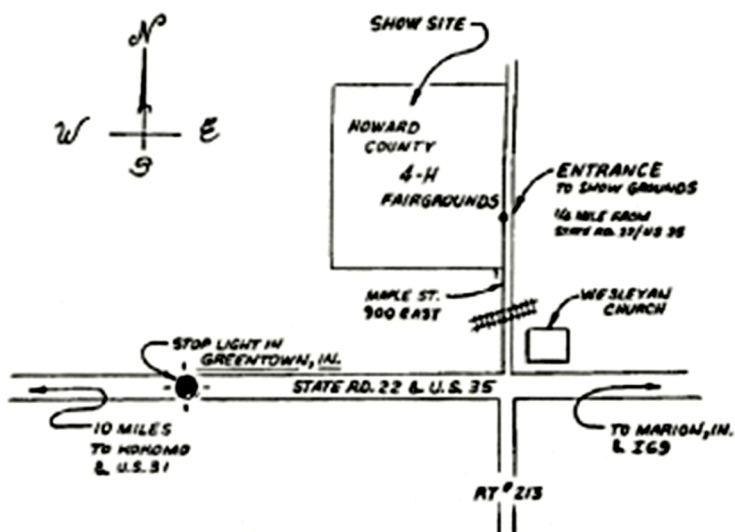 N
W E
S
SHOW SITE
HOWARD
COUNTY
4-H
FAIRGROUNDS
ENTRANCE
TO SHOW GROUNDS
1/4 MILE FROM
STATE RD. 22/US 35
MAPLE ST.
900 EAST
WESLEYAN
CHURCH
STOP LIGHT IN
GREENTOWN, IN.
STATE RD. 22 & U.S. 35
10 MILES
TO KOKOMO
& U.S. 31
TO MARION, IN.
& I69
RT # 213